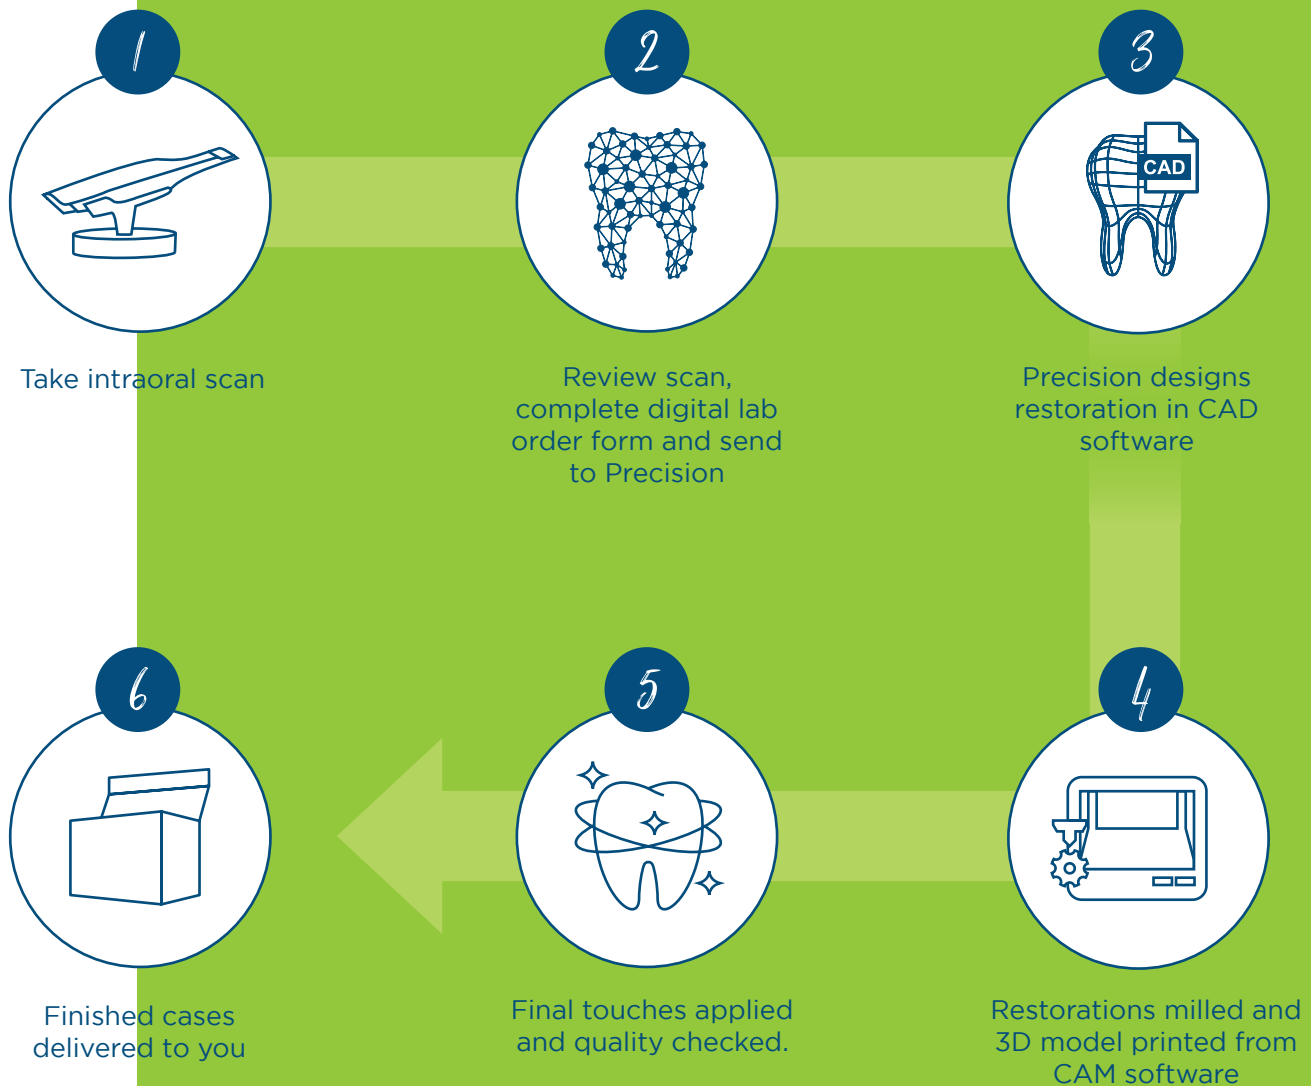 1
Take intraoral scan
2
Review scan,
complete digital lab
order form and send
to Precision
3
CAD
Precision designs
restoration in CAD
software
4
Restorations milled and
3D model printed from
CAM software
5
Final touches applied
and quality checked.
6
Finished cases
delivered to you